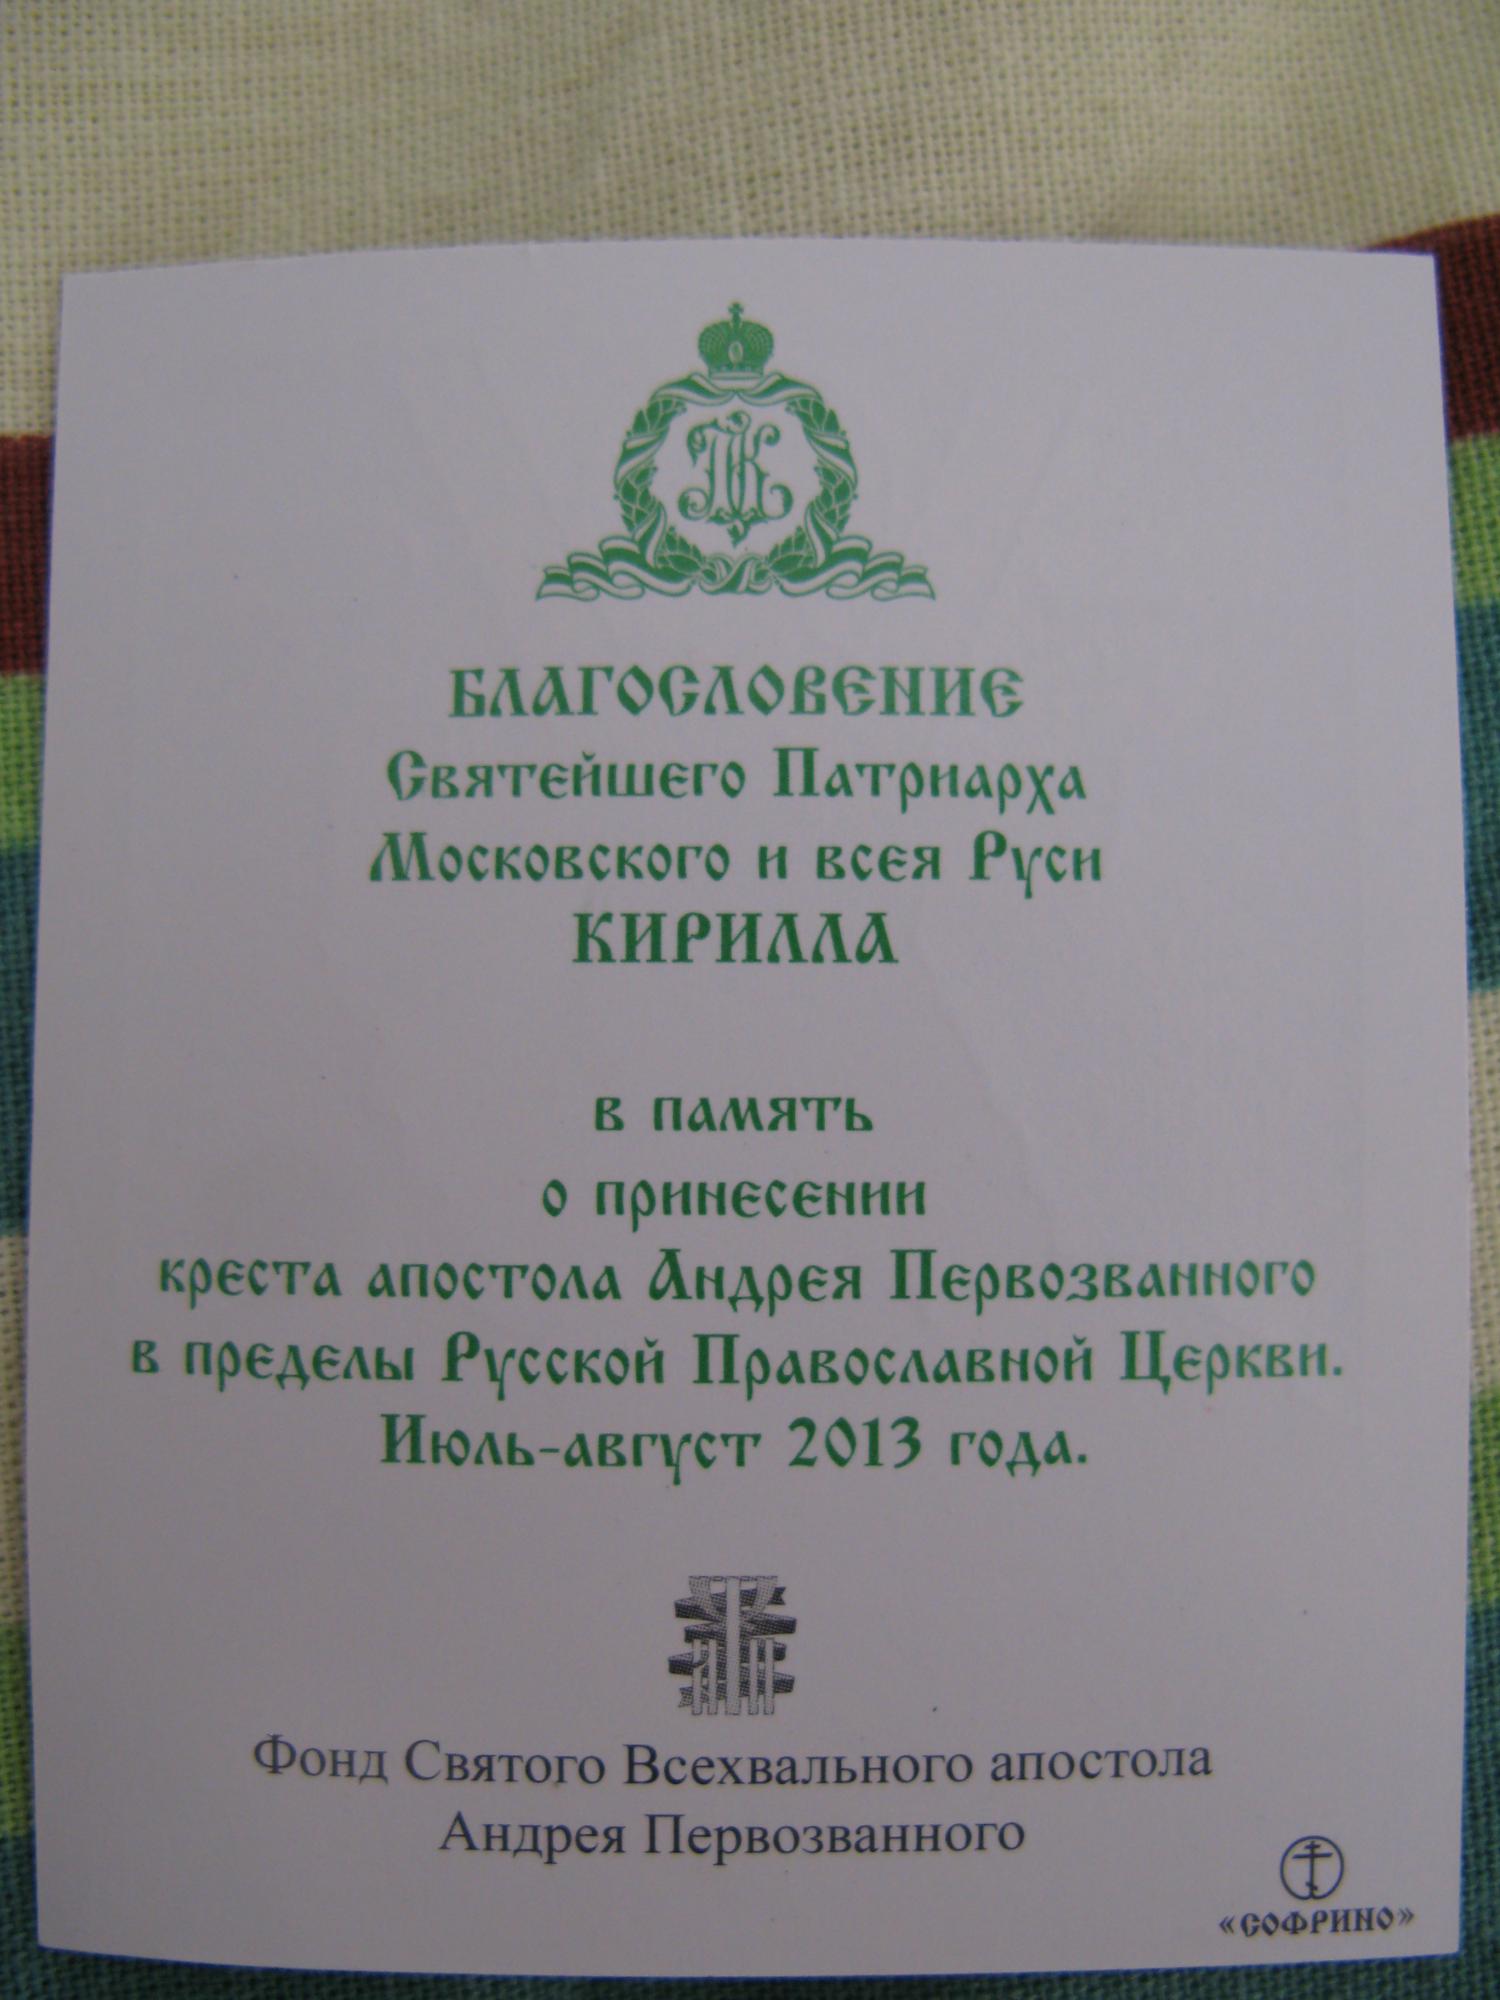 БЛАГОСЛОВЕНИЕ
Святейшего Патриарха
Московского и всея Руси
КИРИЛЛА
в память
о принесении
креста апостола Андрея Первозванного
в пределы Русской Православной Церкви.
Июль-август 2013 года.
Фонд Святого Всехвального апостола
Андрея Первозванного
«СОФРИНО»